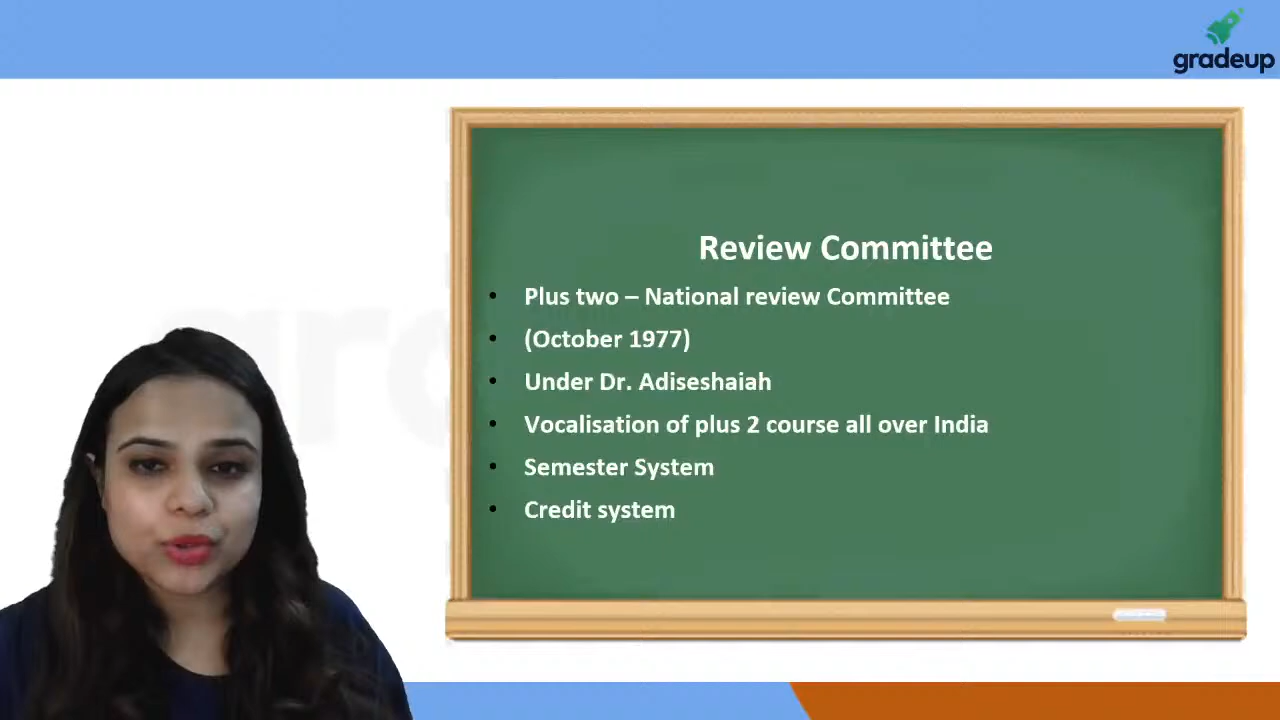 gradeup
Review Committee
• Plus two – National review Committee
• (October 1977)
• Under Dr. Adiseshaiah
• Vocalisation of plus 2 course all over India
• Semester System
• Credit system